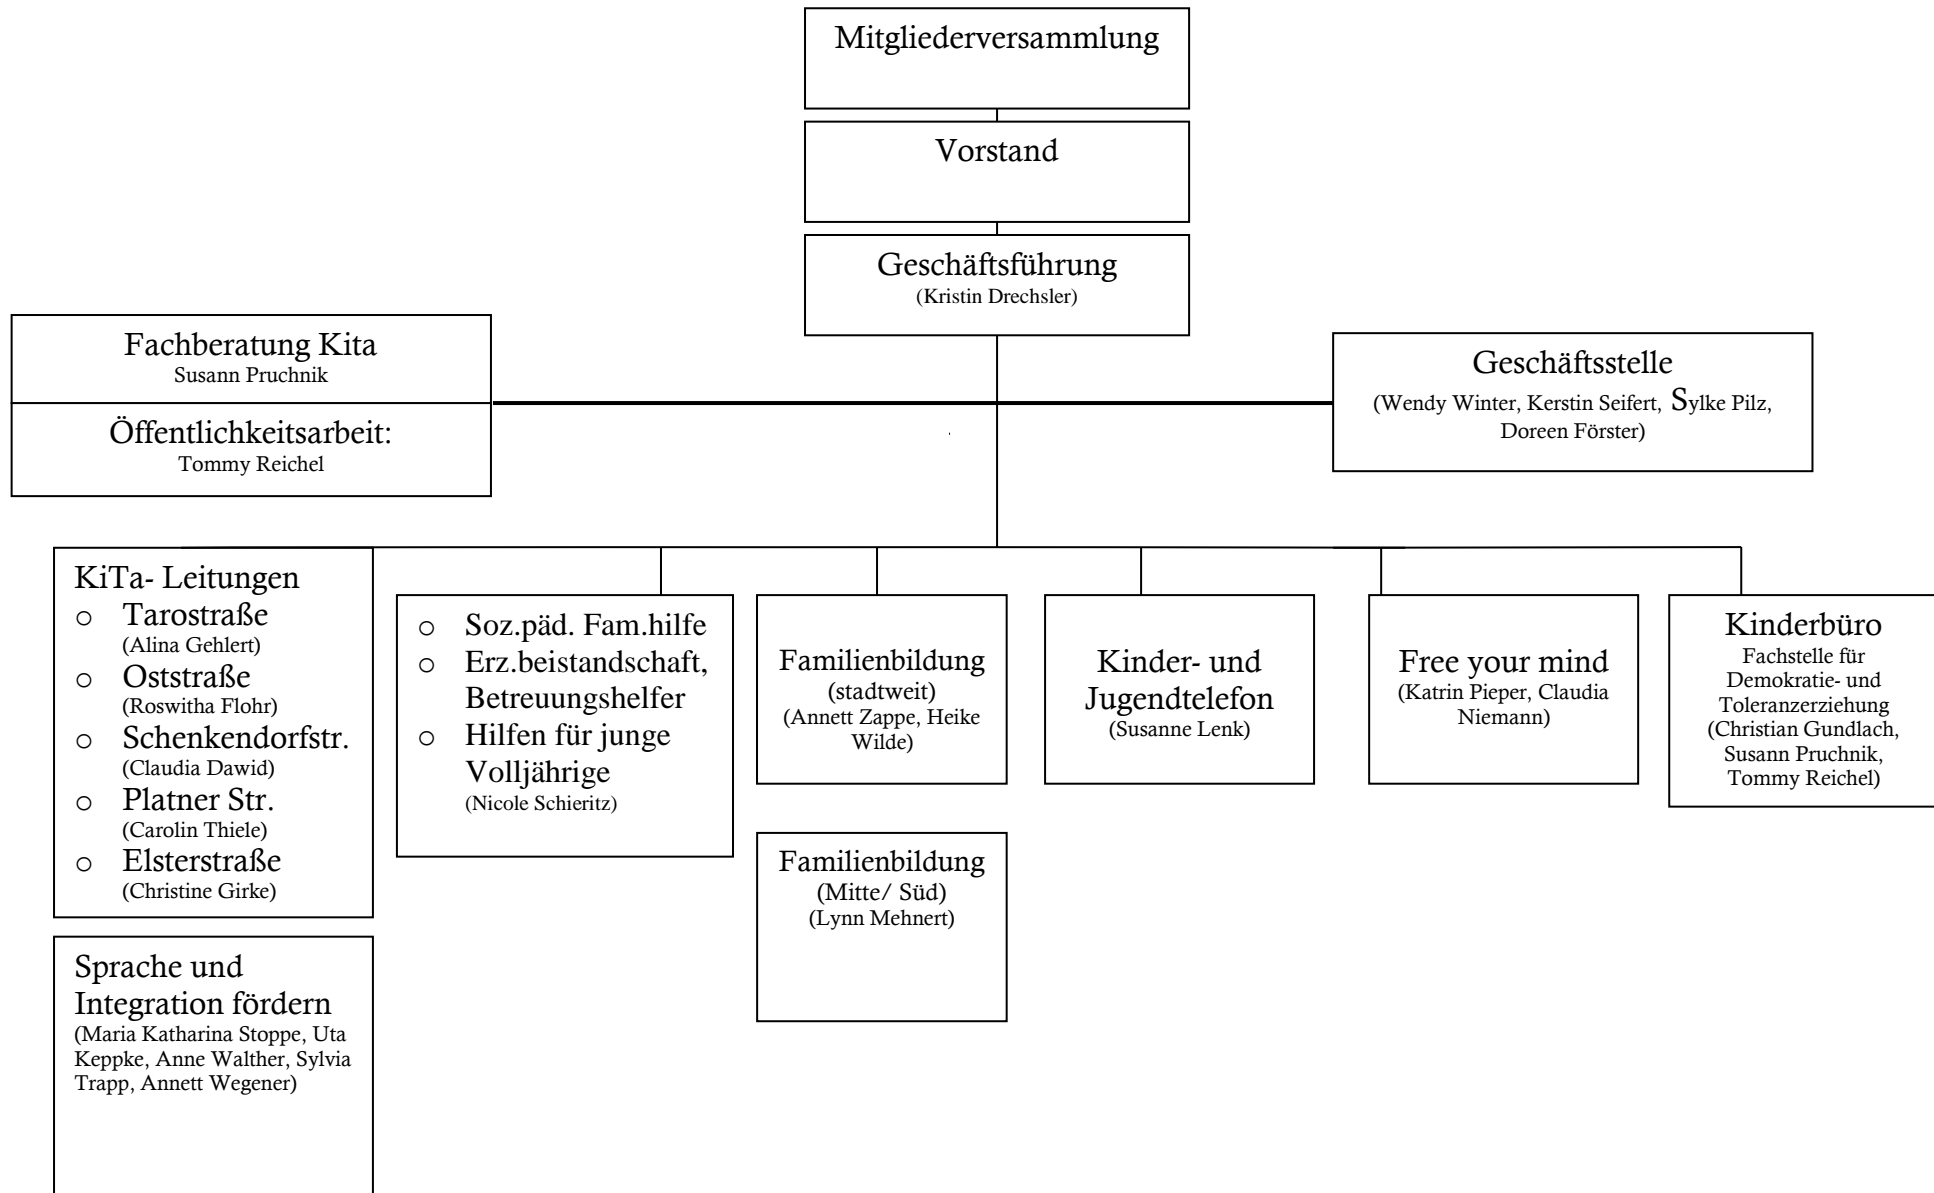 Mitgliederversammlung
Vorstand
Geschäftsführung
(Kristin Drechsler)
Fachberatung Kita
Susann Pruchnik
Öffentlichkeitsarbeit:
Tommy Reichel
Geschäftsstelle
(Wendy Winter, Kerstin Seifert, Sylke Pilz,
Doreen Förster)
KiTa- Leitungen
o Tarostraße
(Alina Gehlert)
o Oststraße
(Roswitha Flohr)
o Schenkendorfstr.
(Claudia Dawid)
o Platner Str.
(Carolin Thiele)
o Elsterstraße
(Christine Girke)
Sprache und
Integration fördern
(Maria Katharina Stoppe, Uta
Keppke, Anne Walther, Sylvia
Trapp, Annett Wegener)
o Soz.päd. Fam.hilfe
o Erz.beistandschaft,
Betreuungshelfer
o Hilfen für junge
Volljährige
(Nicole Schieritz)
Familienbildung
(stadtweit)
(Annett Zappe, Heike
Wilde)
Familienbildung
(Mitte/ Süd)
(Lynn Mehnert)
Kinder- und
Jugendtelefon
(Susanne Lenk)
Free your mind
(Katrin Pieper, Claudia
Niemann)
Kinderbüro
Fachstelle für
Demokratie- und
Toleranzerziehung
(Christian Gundlach,
Susann Pruchnik,
Tommy Reichel)